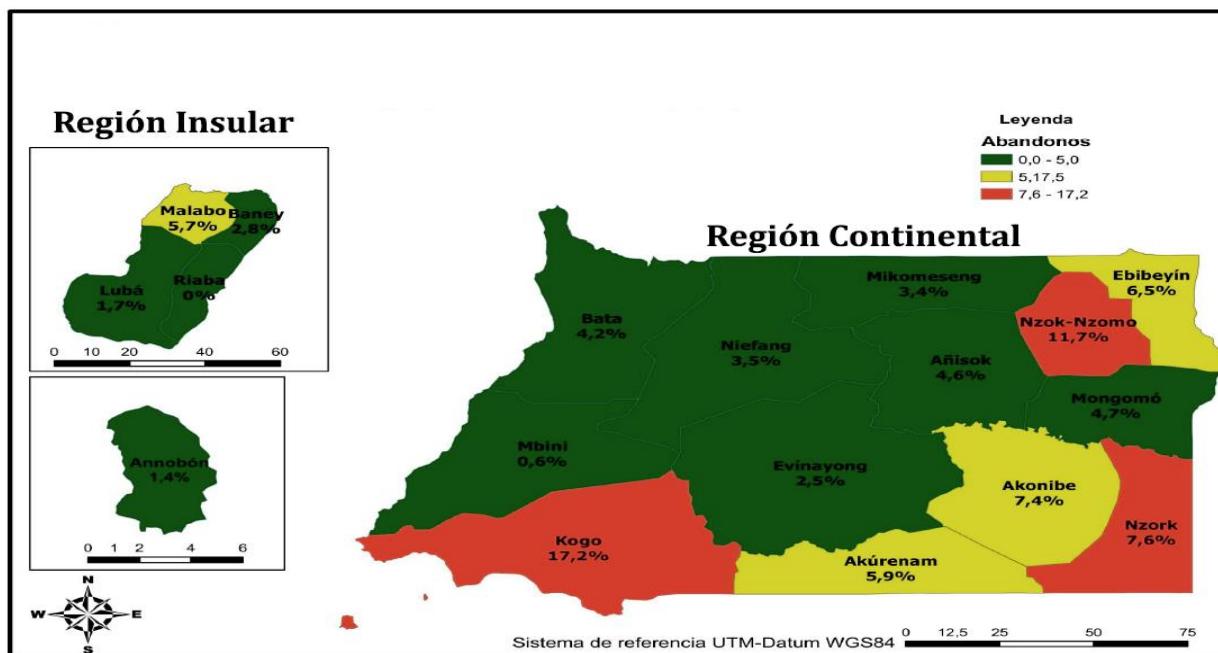 Región Insular
Malabo
5,7%
Baney
2,8%
Lubá
1,7%
Riaba
0%
0 20 40 60
Annobón
1,4%
0 2 4 6
N
W E
S
Leyenda
Abandonos
0,0 - 5,0
5,17,5
7,6 - 17,2
Región Continental
Mikomeseng
3,4%
Ebibeyín
6,5%
Bata
4,2%
Niefang
3,5%
Añisok
4,6%
Nzok-Nzomo
11,7%
Mongomó
4,7%
Mbini
0,6%
Evinayong
2,5%
Akonibe
7,4%
Nzork
7,6%
Kogo
17,2%
Akúrenam
5,9%
Sistema de referencia UTM-Datum WGS84
0 12,5 25 50 75